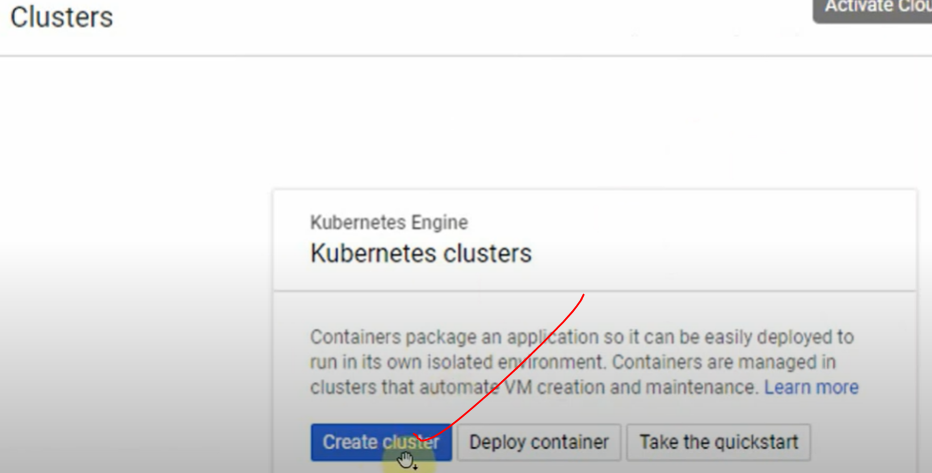 Clusters
Kubernetes Engine
Kubernetes clusters
Containers package an application so it can be easily deployed to
run in its own isolated environment. Containers are managed in
clusters that automate VM creation and maintenance. Learn more
Create cluster Deploy container Take the quickstart